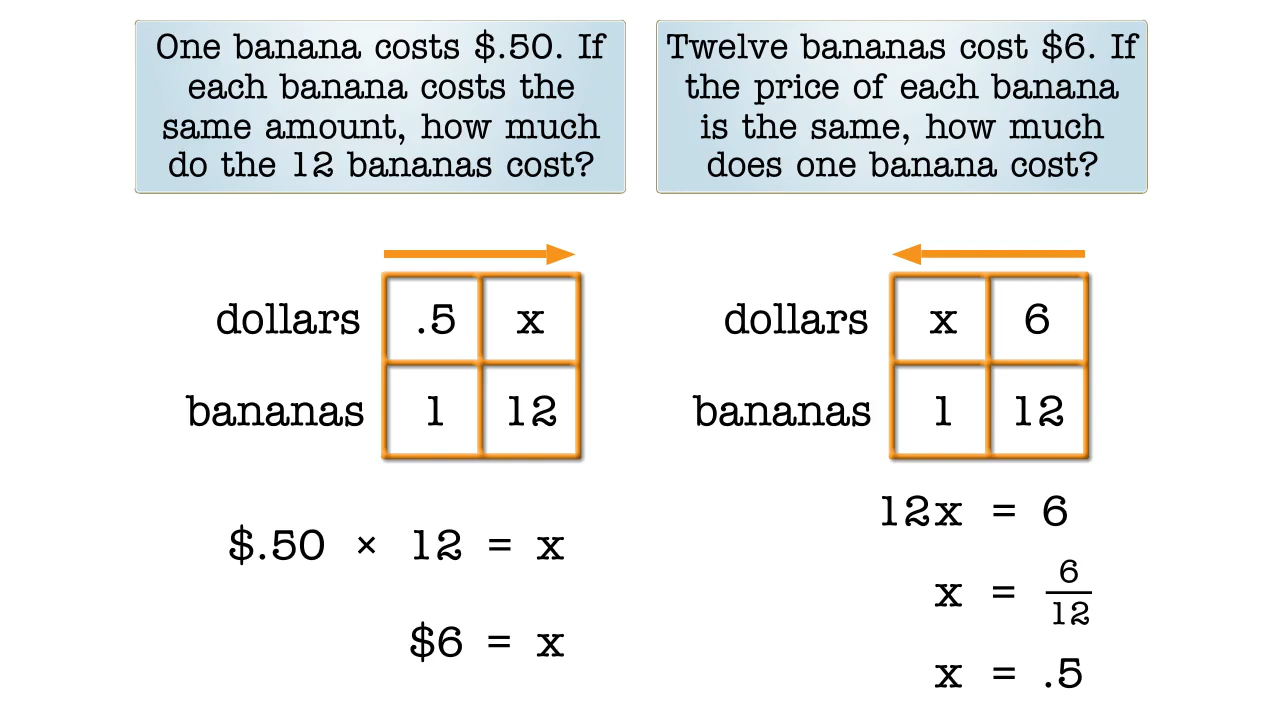 One banana costs $.50. If
each banana costs the
same amount, how much
do the 12 bananas cost?
Twelve bananas cost $6. If
the price of each banana
is the same, how much
does one banana cost?
dollars .5 x
bananas 1 12
$.50 × 12 = x
$6 = x
dollars x 6
bananas 1 12
12x = 6
x = 6/12
x = .5